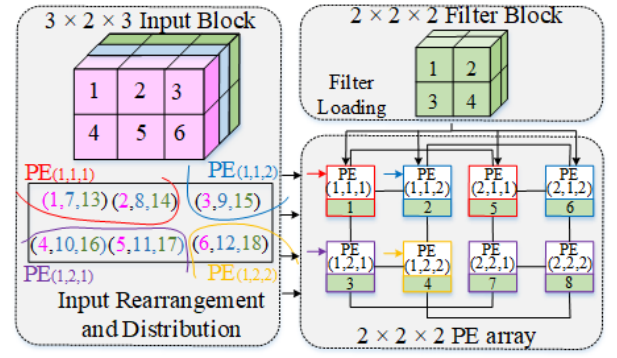 3 × 2 × 3 Input Block
1 2 3
4 5 6
PE(1,1,1) PE(1,1,2)
(1,7,13) (2,8,14) (3,9,15)
(4,10,16) (5,11,17) (6,12,18)
PE(1,2,1) PE(1,2,2)
Input Rearrangement
and Distribution
2 × 2 × 2 Filter Block
Filter
Loading
1 2
3 4
PE PE PE PE
(1,1,1) (1,1,2) (2,1,1) (2,1,2)
1 2 5 6
PE PE PE PE
(1,2,1) (1,2,2) (2,2,1) (2,2,2)
3 4 7 8
2 × 2 × 2 PE array